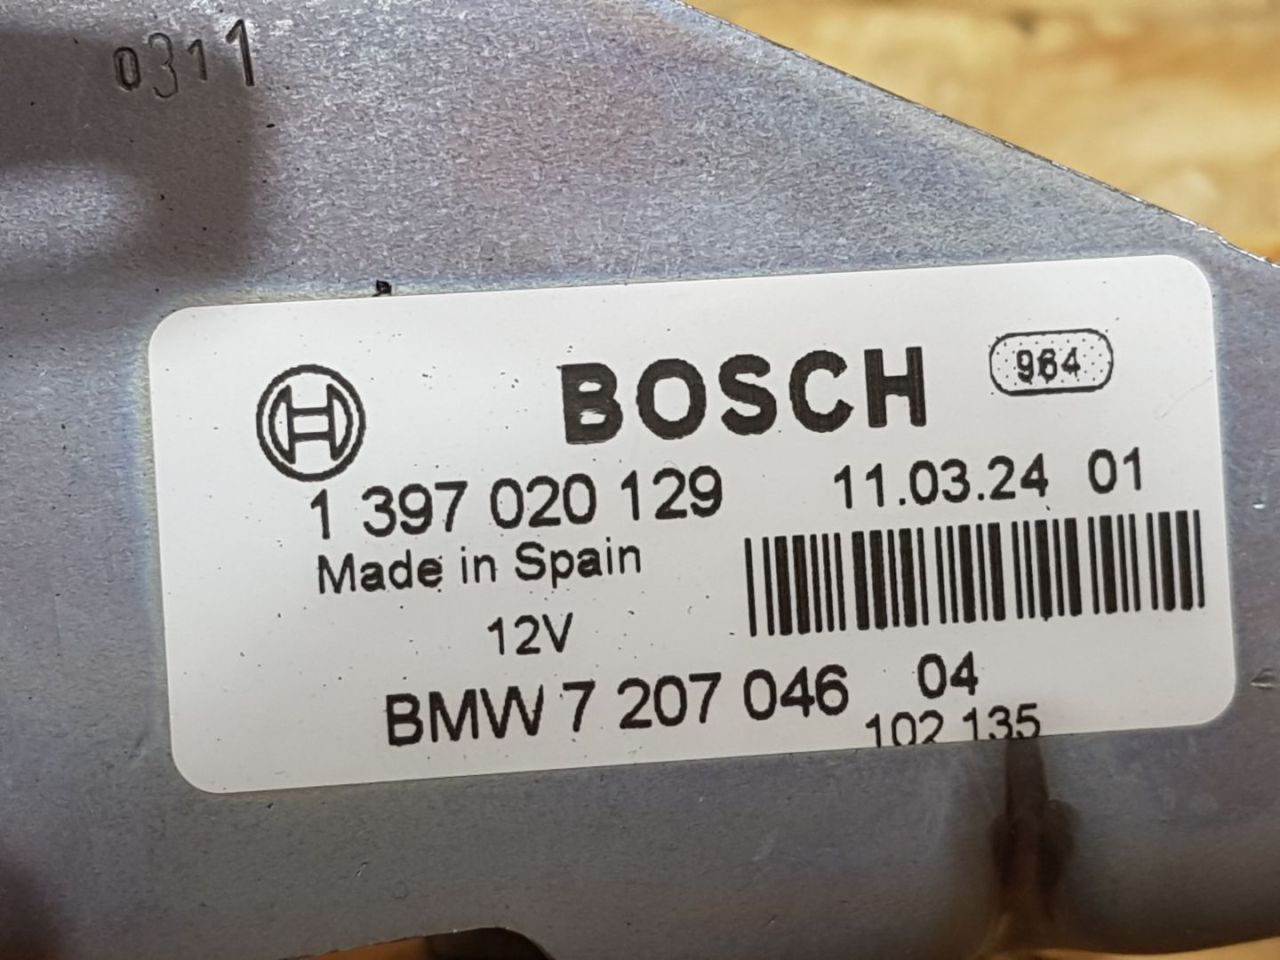 0311
BOSCH 964
1 397 020 129 11.03.24 01
Made in Spain
12V
BMW 7 207 046 04
102 135